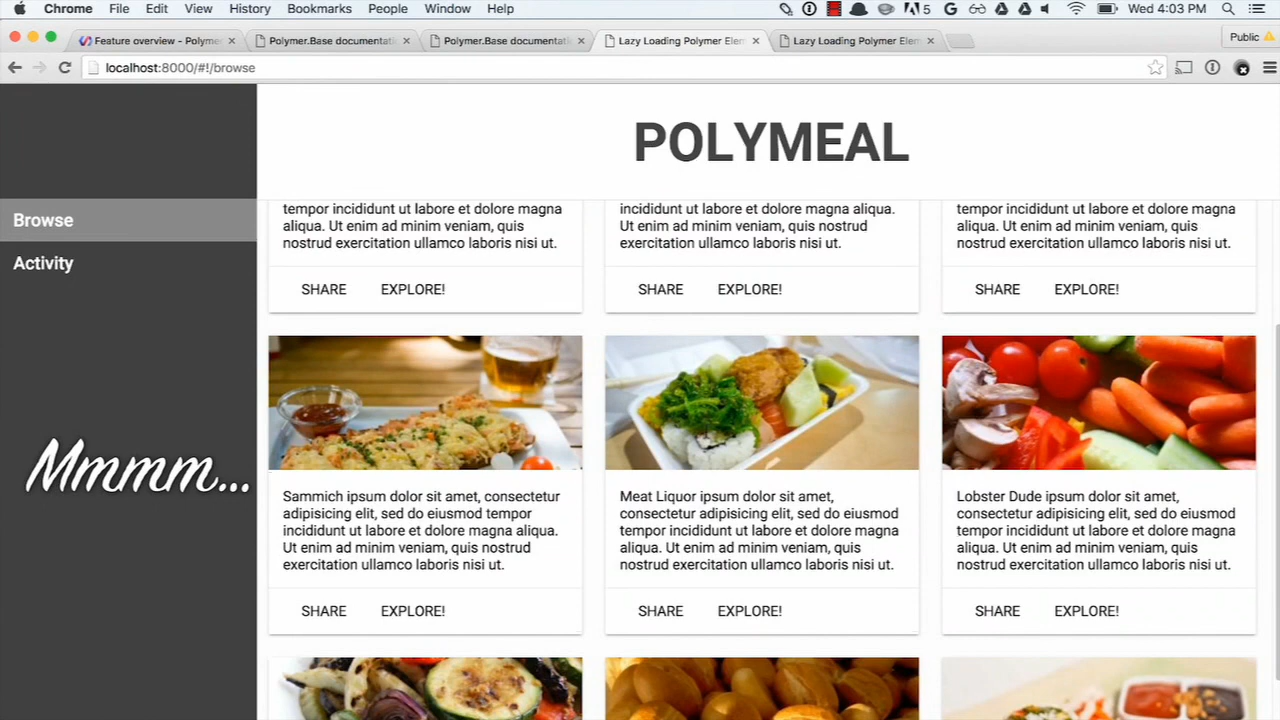 Chrome File Edit View History Bookmarks People Window Help 5 Wed 4:03 PM
Feature overview - Polyme
Polymer.Base documentati
Polymer.Base documentati
Lazy Loading Polymer Elem
Lazy Loading Polymer Elem
Public
localhost:8000/#!/browse
POLYMEAL
Browse
Activity
Mmmm...
tempor incididunt ut labore et dolore magna
aliqua. Ut enim ad minim veniam, quis
nostrud exercitation ullamco laboris nisi ut.
SHARE EXPLORE!
tempor incididunt ut labore et dolore magna
aliqua. Ut enim ad minim veniam, quis
nostrud exercitation ullamco laboris nisi ut.
SHARE EXPLORE!
tempor incididunt ut labore et dolore magna
aliqua. Ut enim ad minim veniam, quis
nostrud exercitation ullamco laboris nisi ut.
SHARE EXPLORE!
Sammich ipsum dolor sit amet, consectetur
adipisicing elit, sed do eiusmod tempor
incididunt ut labore et dolore magna aliqua.
Ut enim ad minim veniam, quis nostrud
exercitation ullamco laboris nisi ut.
SHARE EXPLORE!
Meat Liquor ipsum dolor sit amet,
consectetur adipisicing elit, sed do eiusmod
tempor incididunt ut labore et dolore magna
aliqua. Ut enim ad minim veniam, quis
nostrud exercitation ullamco laboris nisi ut.
SHARE EXPLORE!
Lobster Dude ipsum dolor sit amet,
consectetur adipisicing elit, sed do eiusmod
tempor incididunt ut labore et dolore magna
aliqua. Ut enim ad minim veniam, quis
nostrud exercitation ullamco laboris nisi ut.
SHARE EXPLORE!